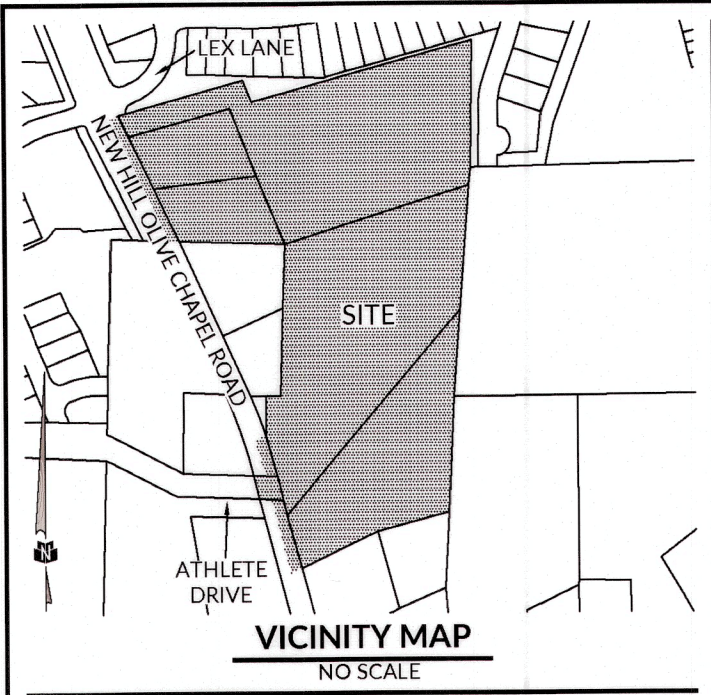 LEX LANE
NEW HILL OLIVE CHAPEL ROAD
SITE
N
ATHLETE
DRIVE
VICINITY MAP
NO SCALE